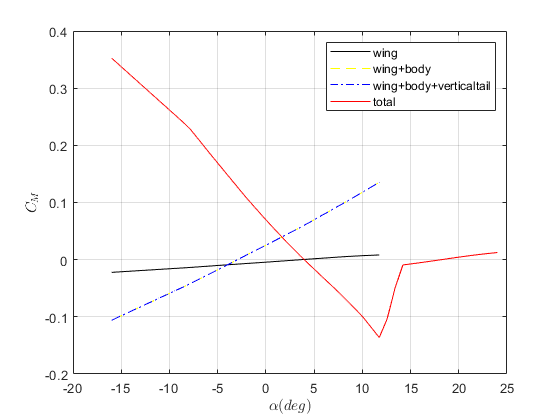 0.4
0.3
0.2
0.1
0
-0.1
-0.2
C_M
-20 -15 -10 -5 0 5 10 15 20 25
α(deg)
wing
wing+body
wing+body+verticaltail
total